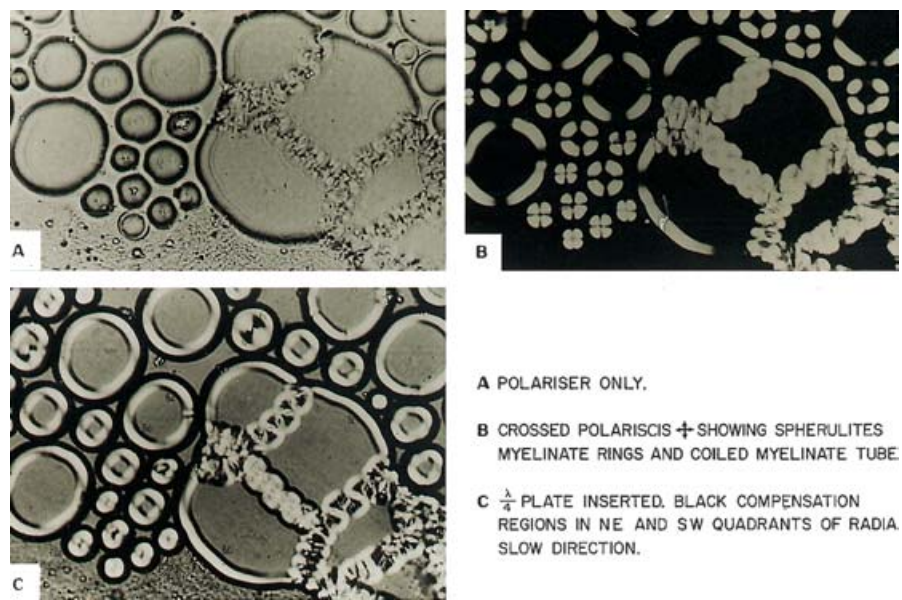 A
B
C
A POLARISER ONLY.
B CROSSED POLARISCIS ✢ SHOWING SPHERULITES
MYELINATE RINGS AND COILED MYELINATE TUBE
C λ/4 PLATE INSERTED. BLACK COMPENSATION
REGIONS IN NE AND SW QUADRANTS OF RADIA
SLOW DIRECTION.